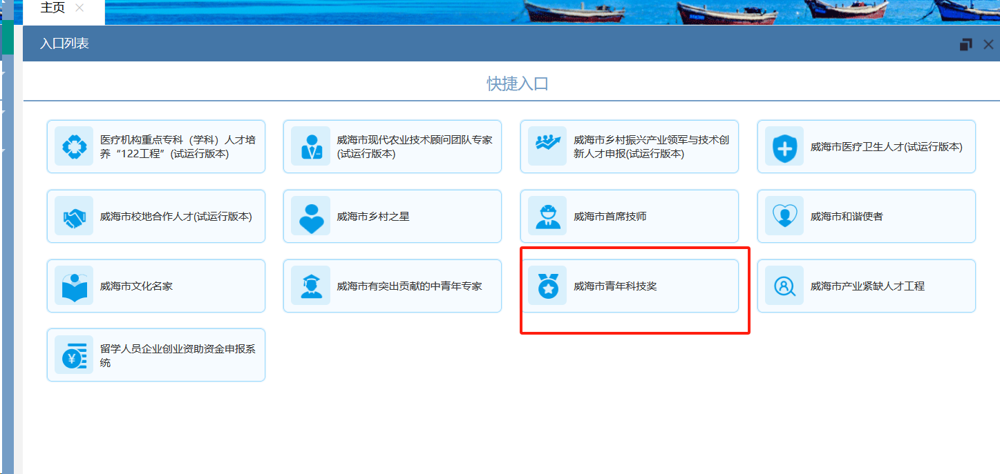 主页
入口列表
快捷入口
医疗机构重点专科（学科）人才培
养“122工程”(试运行版本)
威海市现代农业技术顾问团队专家
(试运行版本)
威海市乡村振兴产业领军与技术创
新人才申报(试运行版本)
威海市医疗卫生人才(试运行版本)
威海市校地合作人才(试运行版本)
威海市乡村之星
威海市首席技师
威海市和谐使者
威海市文化名家
威海市有突出贡献的中青年专家
威海市青年科技奖
威海市产业紧缺人才工程
留学人员企业创业资助资金申报系
统